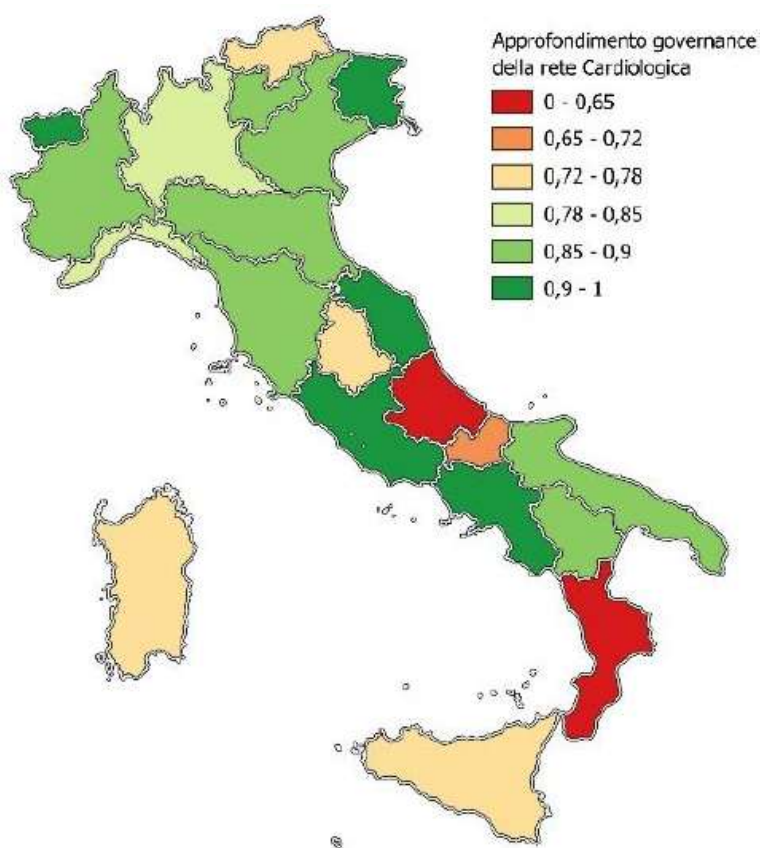 Approfondimento governance
della rete Cardiologica
0 - 0,65
0,65 - 0,72
0,72 - 0,78
0,78 - 0,85
0,85 - 0,9
0,9 - 1